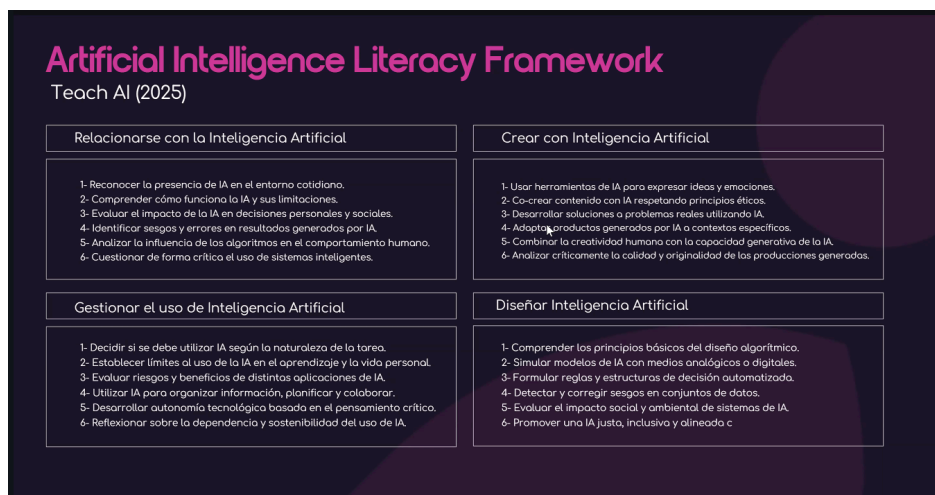 Artificial Intelligence Literacy Framework
Teach AI (2025)
Relacionarse con la Inteligencia Artificial
1- Reconocer la presencia de IA en el entorno cotidiano.
2- Comprender cómo funciona la IA y sus limitaciones.
3- Evaluar el impacto de la IA en decisiones personales y sociales.
4- Identificar sesgos y errores en resultados generados por IA.
5- Analizar la influencia de los algoritmos en el comportamiento humano.
6- Cuestionar de forma crítica el uso de sistemas inteligentes.
Crear con Inteligencia Artificial
1- Usar herramientas de IA para expresar ideas y emociones.
2- Co-crear contenido con IA respetando principios éticos.
3- Desarrollar soluciones a problemas reales utilizando IA.
4- Adaptar productos generados por IA a contextos específicos.
5- Combinar la creatividad humana con la capacidad generativa de la IA.
6- Analizar críticamente la calidad y originalidad de las producciones generadas.
Gestionar el uso de Inteligencia Artificial
1- Decidir si se debe utilizar IA según la naturaleza de la tarea.
2- Establecer límites al uso de la IA en el aprendizaje y la vida personal.
3- Evaluar riesgos y beneficios de distintas aplicaciones de IA.
4- Utilizar IA para organizar información, planificar y colaborar.
5- Desarrollar autonomía tecnológica basada en el pensamiento crítico.
6- Reflexionar sobre la dependencia y sostenibilidad del uso de IA.
Diseñar Inteligencia Artificial
1- Comprender los principios básicos del diseño algorítmico.
2- Simular modelos de IA con medios analógicos o digitales.
3- Formular reglas y estructuras de decisión automatizada.
4- Detectar y corregir sesgos en conjuntos de datos.
5- Evaluar el impacto social y ambiental de sistemas de IA.
6- Promover una IA justa, inclusiva y alineada c